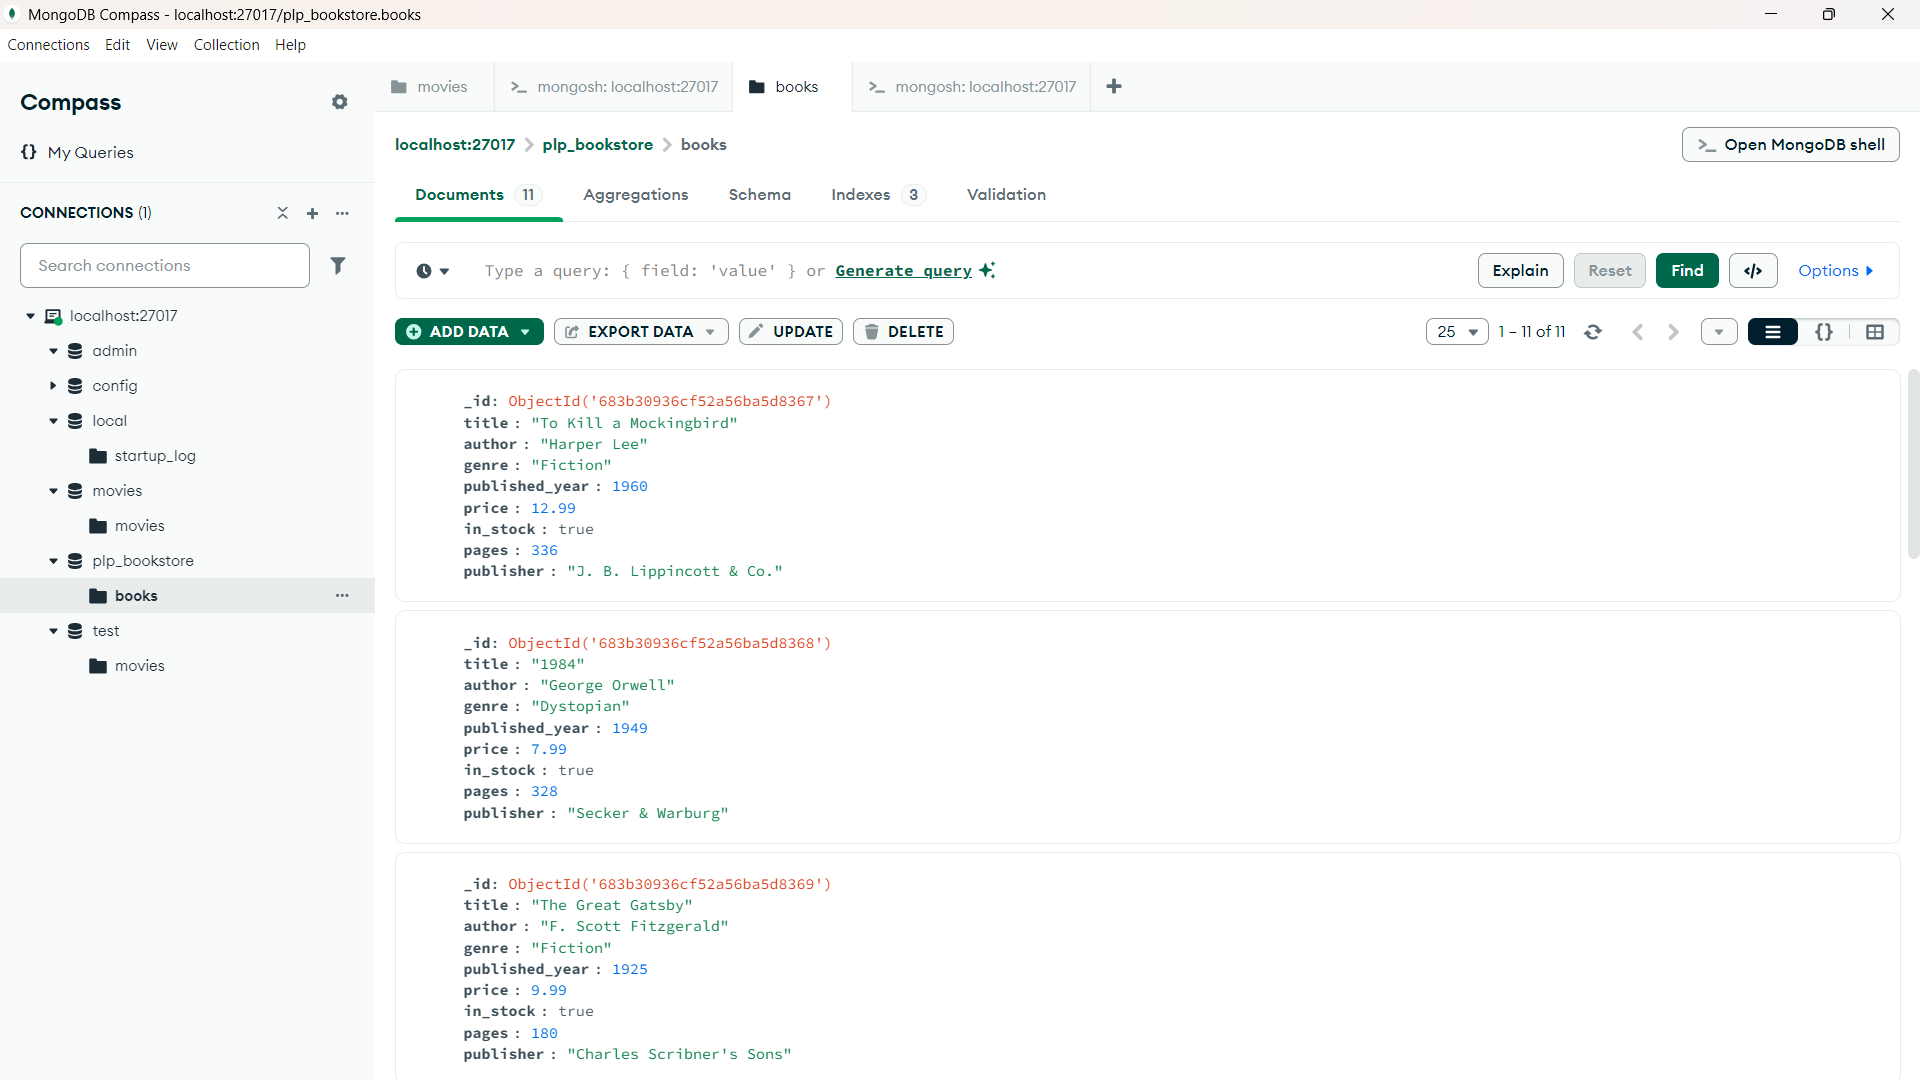 MongoDB Compass - localhost:27017/plp_bookstore.books
Connections Edit View Collection Help
Compass
{} My Queries
CONNECTIONS (1)
Search connections
localhost:27017
admin
config
local
startup_log
movies
movies
plp_bookstore
books
test
movies
movies >_ mongosh: localhost:27017 books >_ mongosh: localhost:27017 +
localhost:27017 > plp_bookstore > books
>_ Open MongoDB shell
Documents 11 Aggregations Schema Indexes 3 Validation
Type a query: { field: 'value' } or Generate query
Explain Reset Find </> Options
ADD DATA EXPORT DATA UPDATE DELETE
25 1 – 11 of 11 {}
_id: ObjectId('683b30936cf52a56ba5d8367')
title : "To Kill a Mockingbird"
author : "Harper Lee"
genre : "Fiction"
published_year : 1960
price : 12.99
in_stock : true
pages : 336
publisher : "J. B. Lippincott & Co."
_id: ObjectId('683b30936cf52a56ba5d8368')
title : "1984"
author : "George Orwell"
genre : "Dystopian"
published_year : 1949
price : 7.99
in_stock : true
pages : 328
publisher : "Secker & Warburg"
_id: ObjectId('683b30936cf52a56ba5d8369')
title : "The Great Gatsby"
author : "F. Scott Fitzgerald"
genre : "Fiction"
published_year : 1925
price : 9.99
in_stock : true
pages : 180
publisher : "Charles Scribner's Sons"